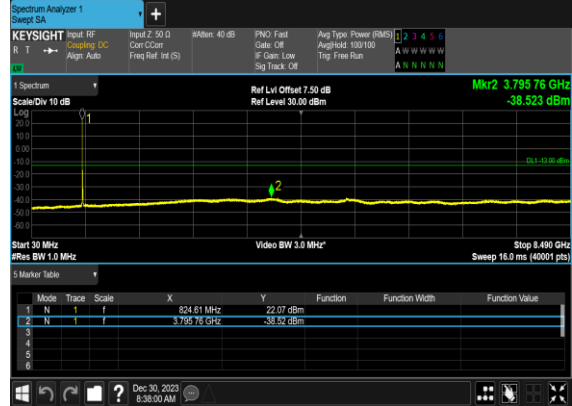 Spectrum Analyzer 1
Swept SA
+
KEYSIGHT Input: RF Input Z: 50 Ω #Atten: 40 dB PNO: Fast Avg Type: Power (RMS) 1 2 3 4 5 6
R T Coupling: DC Corr CCorr Gate: Off Avg|Hold: 100/100 A W W W W W
Align: Auto Freq Ref: Int (S) IF Gain: Low Trig: Free Run
Sig Track: Off A N N N N N
1 Spectrum Ref Lvl Offset 7.50 dB Mkr2 3.795 76 GHz
Scale/Div 10 dB Ref Level 30.00 dBm -38.523 dBm
Log
1
20.0
10.0
0.00
-10.0
DL1 -13.00 dBm
-20.0
-30.0
2
-40.0
-50.0
-60.0
Start 30 MHz Video BW 3.0 MHz* Stop 8.490 GHz
#Res BW 1.0 MHz Sweep 16.0 ms (40001 pts)
5 Marker Table
Mode Trace Scale X Y Function Function Width Function Value
1 N 1 f 824.61 MHz 22.07 dBm
2 N 1 f 3.795 76 GHz -38.52 dBm
3
4
5
6
? Dec 30, 2023
8:38:00 AM